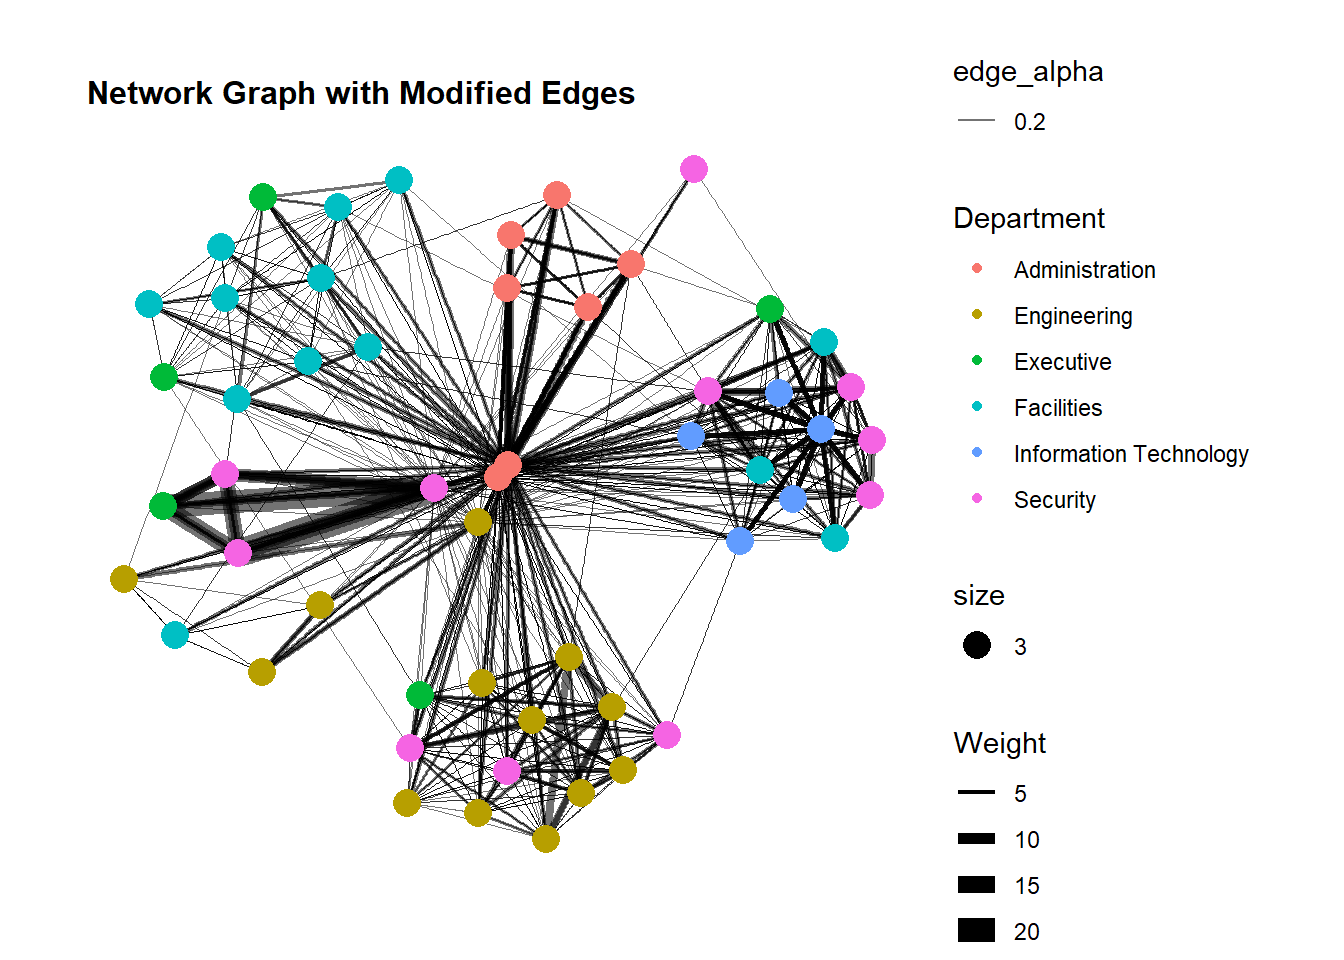 Network Graph with Modified Edges
edge_alpha
0.2
Department
Administration
Engineering
Executive
Facilities
Information Technology
Security
size
3
Weight
5
10
15
20